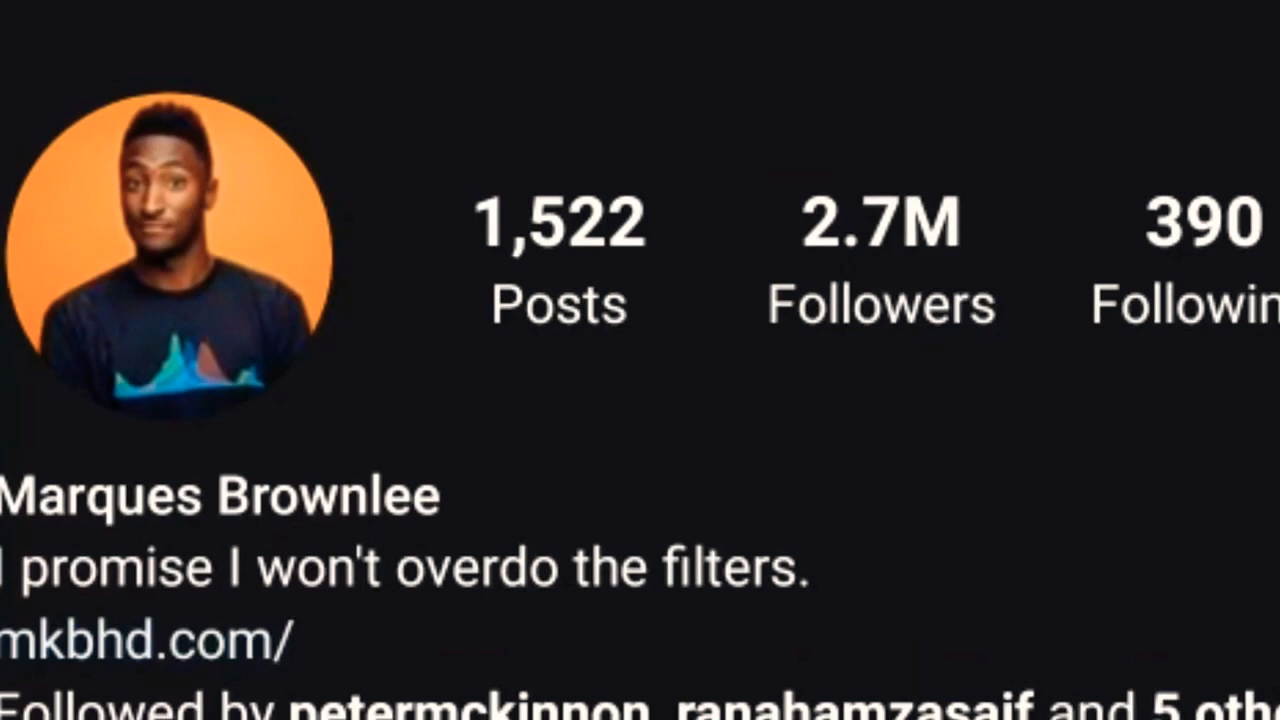 1,522 2.7M 390
Posts Followers Followin
Marques Brownlee
I promise I won't overdo the filters.
mkbhd.com/
Followed by petermckinnon, ranahamzasaif and 5 othe